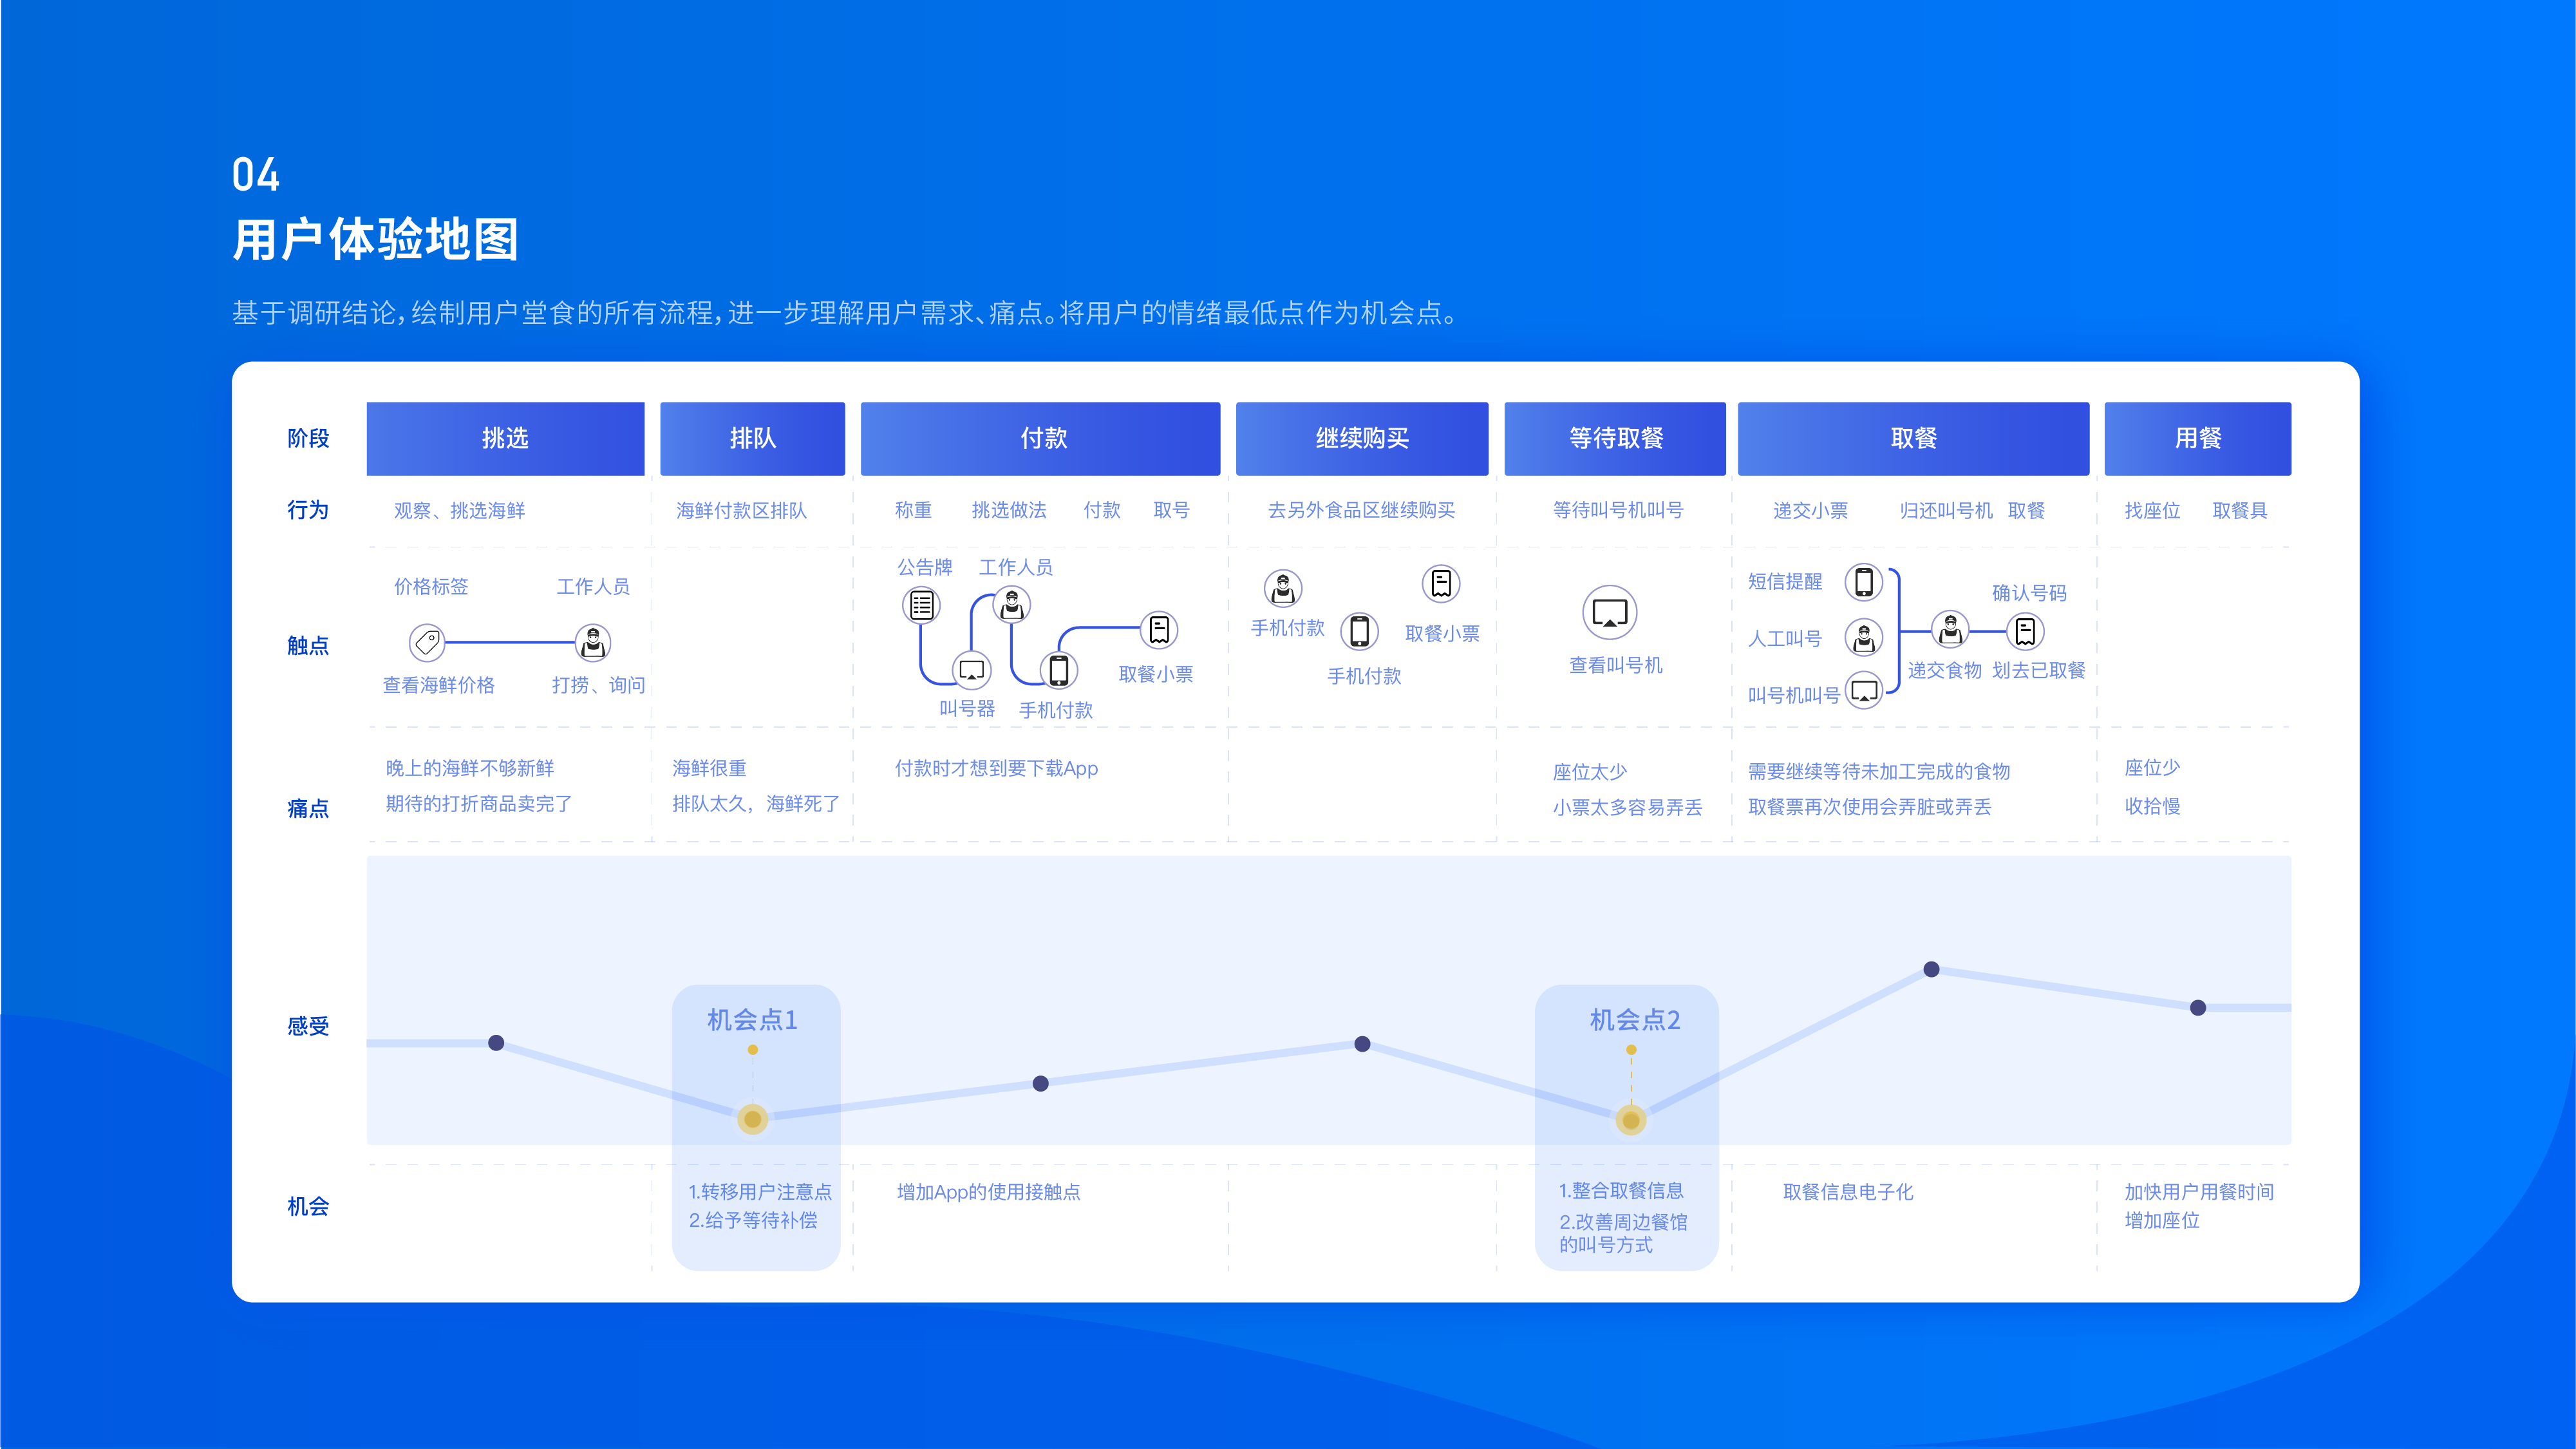 04
用户体验地图
基于调研结论，绘制用户堂食的所有流程，进一步理解用户需求、痛点。将用户的情绪最低点作为机会点。
阶段 挑选 排队 付款 继续购买 等待取餐 取餐 用餐
行为 观察、挑选海鲜 海鲜付款区排队 称重 挑选做法 付款 取号 去另外食品区继续购买 等待叫号机叫号 递交小票 归还叫号机 取餐 找座位 取餐具
触点
价格标签 工作人员
查看海鲜价格 打捞、询问
公告牌 工作人员
取餐小票
叫号器 手机付款
手机付款 取餐小票
手机付款
查看叫号机
短信提醒
确认号码
人工叫号
递交食物 划去已取餐
叫号机叫号
痛点
晚上的海鲜不够新鲜
期待的打折商品卖完了
海鲜很重
排队太久，海鲜死了
付款时才想到要下载App
座位太少
小票太多容易弄丢
需要继续等待未加工完成的食物
取餐票再次使用会弄脏或弄丢
座位少
收拾慢
感受
机会点1
机会点2
机会
1.转移用户注意点
2.给予等待补偿
增加App的使用接触点
1.整合取餐信息
2.改善周边餐馆
的叫号方式
取餐信息电子化
加快用户用餐时间
增加座位